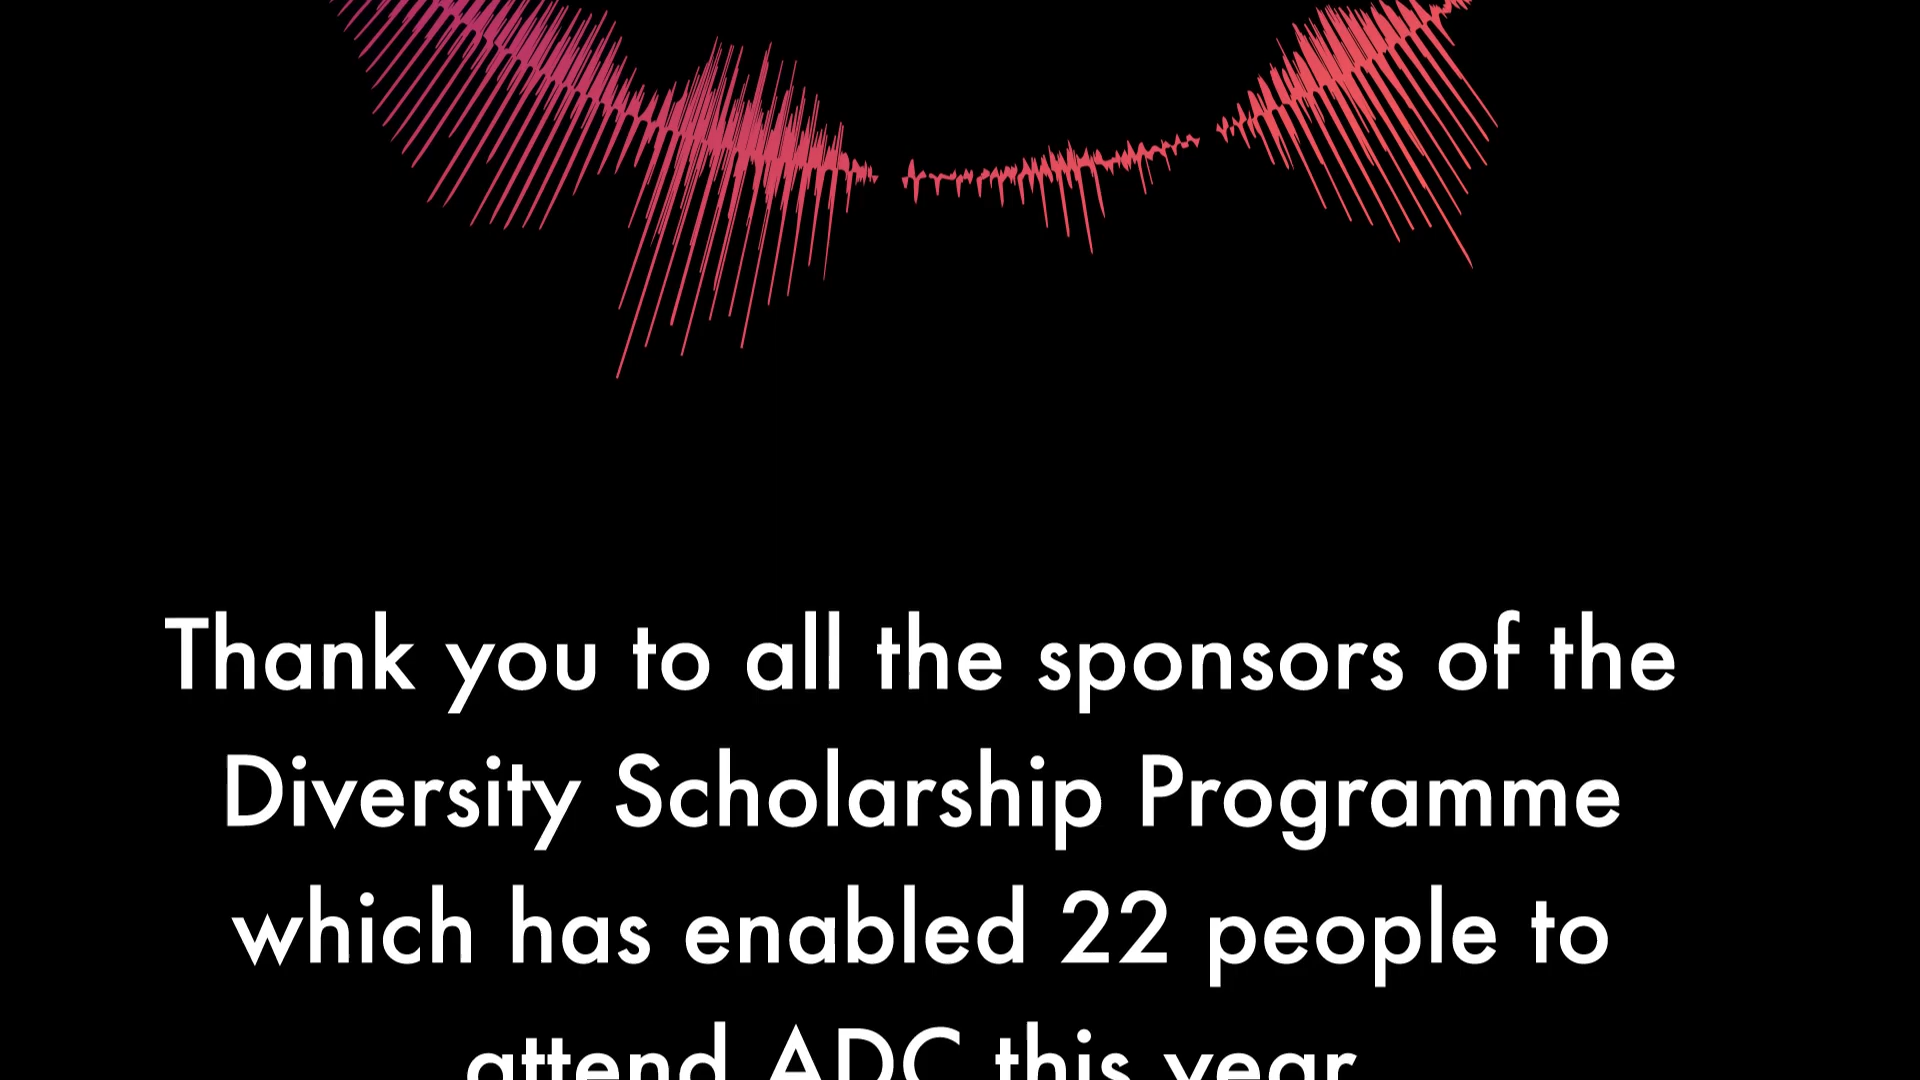 Thank you to all the sponsors of the
Diversity Scholarship Programme
which has enabled 22 people to
attend ADC this year